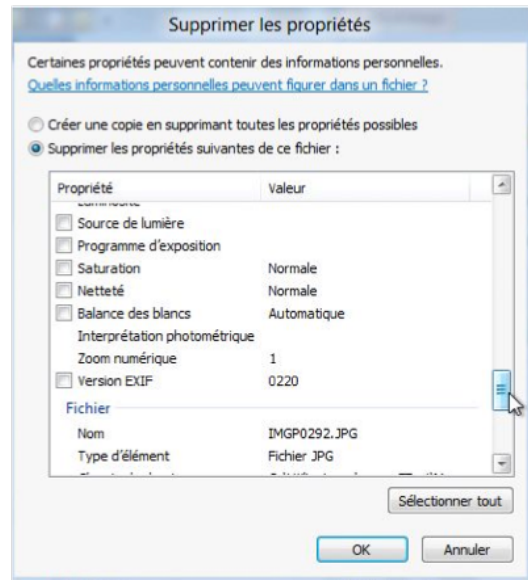 Supprimer les propriétés
Certaines propriétés peuvent contenir des informations personnelles.
Quelles informations personnelles peuvent figurer dans un fichier ?
Créer une copie en supprimant toutes les propriétés possibles
Supprimer les propriétés suivantes de ce fichier :
Propriété Valeur
Source de lumière
Programme d'exposition
Saturation Normale
Netteté Normale
Balance des blancs Automatique
Interprétation photométrique
Zoom numérique 1
Version EXIF 0220
Fichier
Nom IMGP0292.JPG
Type d'élément Fichier JPG
Sélectionner tout
OK Annuler